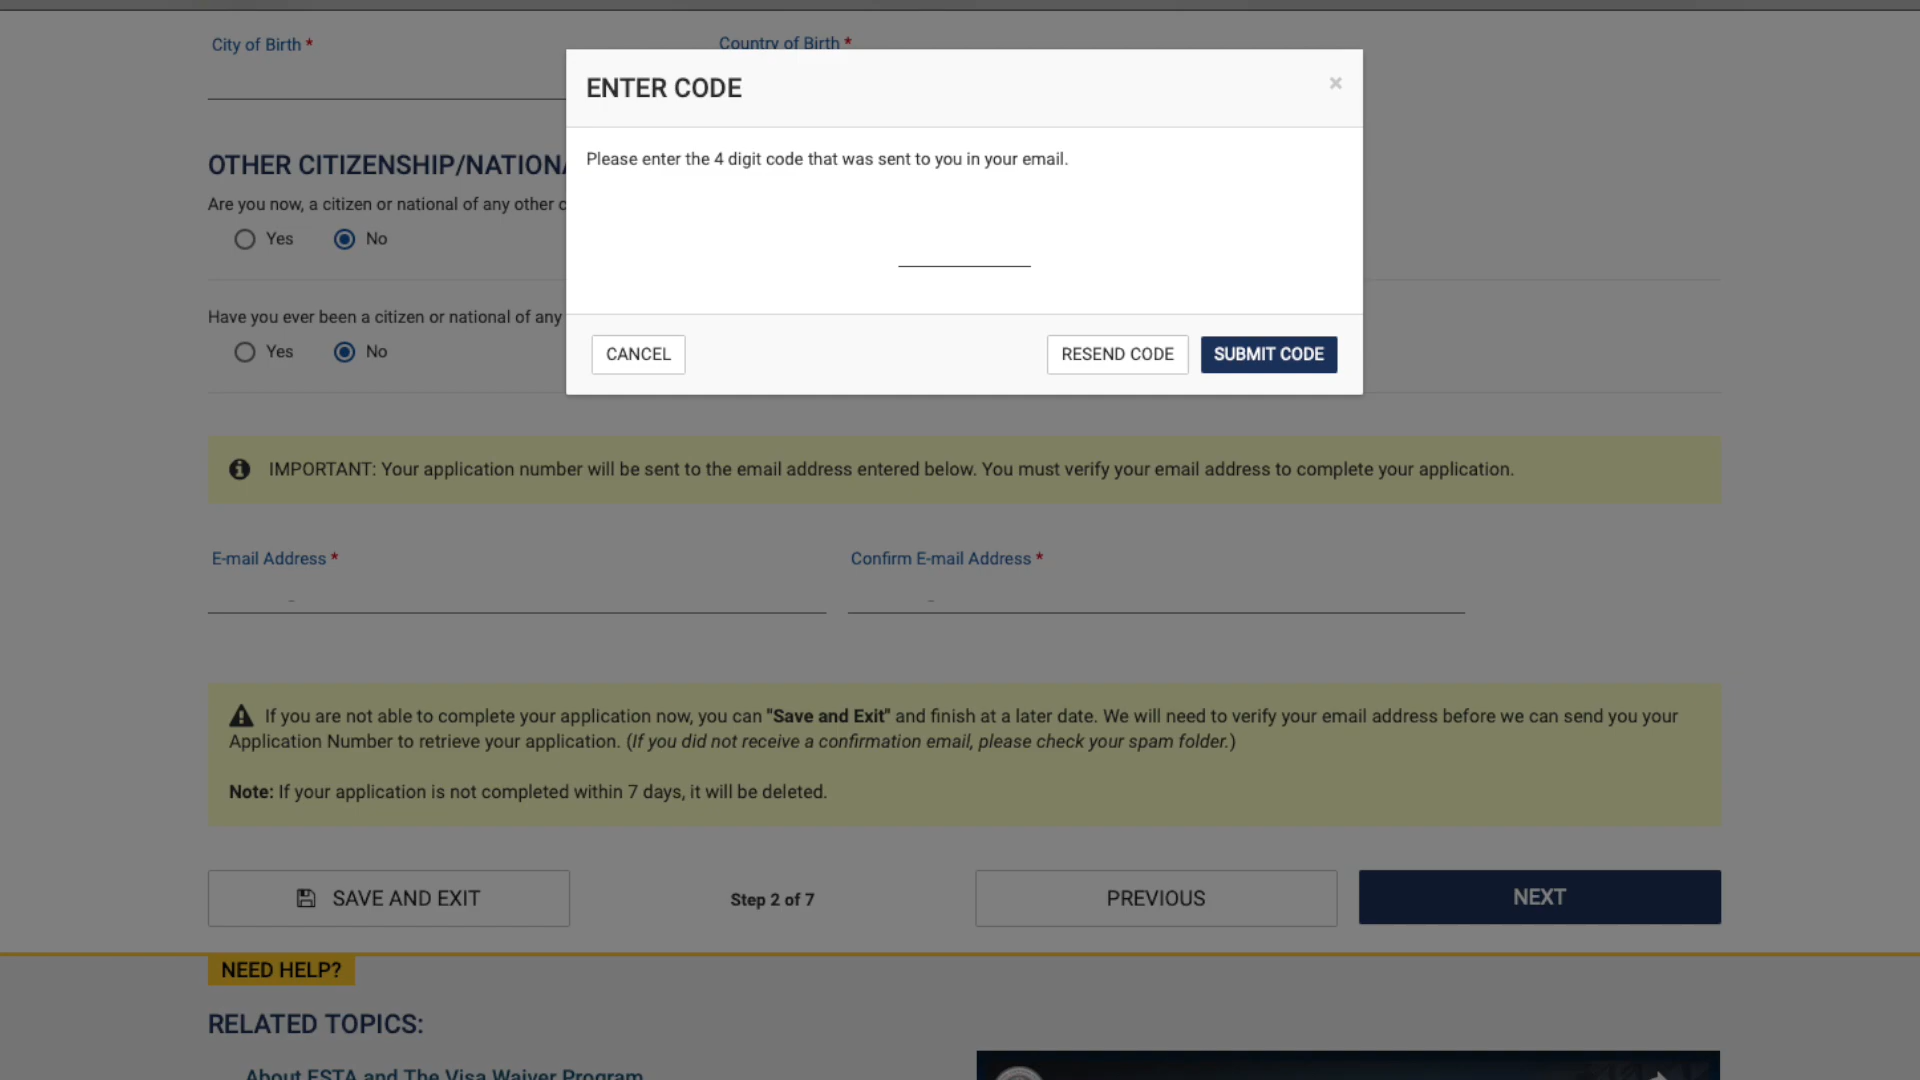 City of Birth *
Country of Birth *
ENTER CODE
×
Please enter the 4 digit code that was sent to you in your email.
CANCEL
RESEND CODE
SUBMIT CODE
OTHER CITIZENSHIP/NATIONA
Are you now, a citizen or national of any other c
Yes
No
Have you ever been a citizen or national of any
Yes
No
IMPORTANT: Your application number will be sent to the email address entered below. You must verify your email address to complete your application.
E-mail Address *
Confirm E-mail Address *
If you are not able to complete your application now, you can "Save and Exit" and finish at a later date. We will need to verify your email address before we can send you your
Application Number to retrieve your application. (If you did not receive a confirmation email, please check your spam folder.)
Note: If your application is not completed within 7 days, it will be deleted.
SAVE AND EXIT
Step 2 of 7
PREVIOUS
NEXT
NEED HELP?
RELATED TOPICS:
About ESTA and The Visa Waiver Program